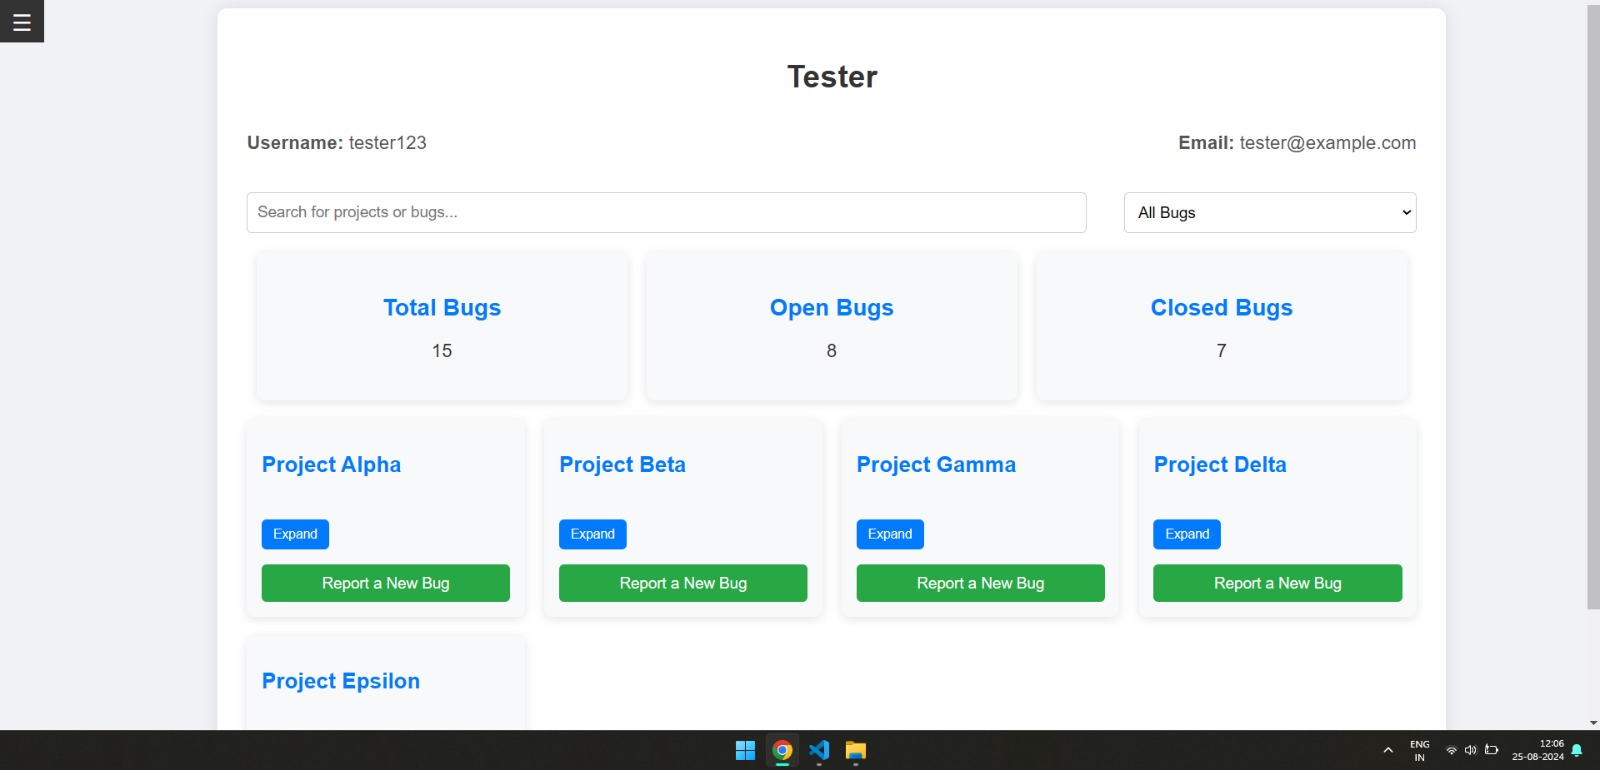 ☰
Tester
Username: tester123
Email: tester@example.com
Search for projects or bugs...
All Bugs
Total Bugs
15
Open Bugs
8
Closed Bugs
7
Project Alpha
Expand
Report a New Bug
Project Beta
Expand
Report a New Bug
Project Gamma
Expand
Report a New Bug
Project Delta
Expand
Report a New Bug
Project Epsilon
ENG
IN
12:06
25-08-2024